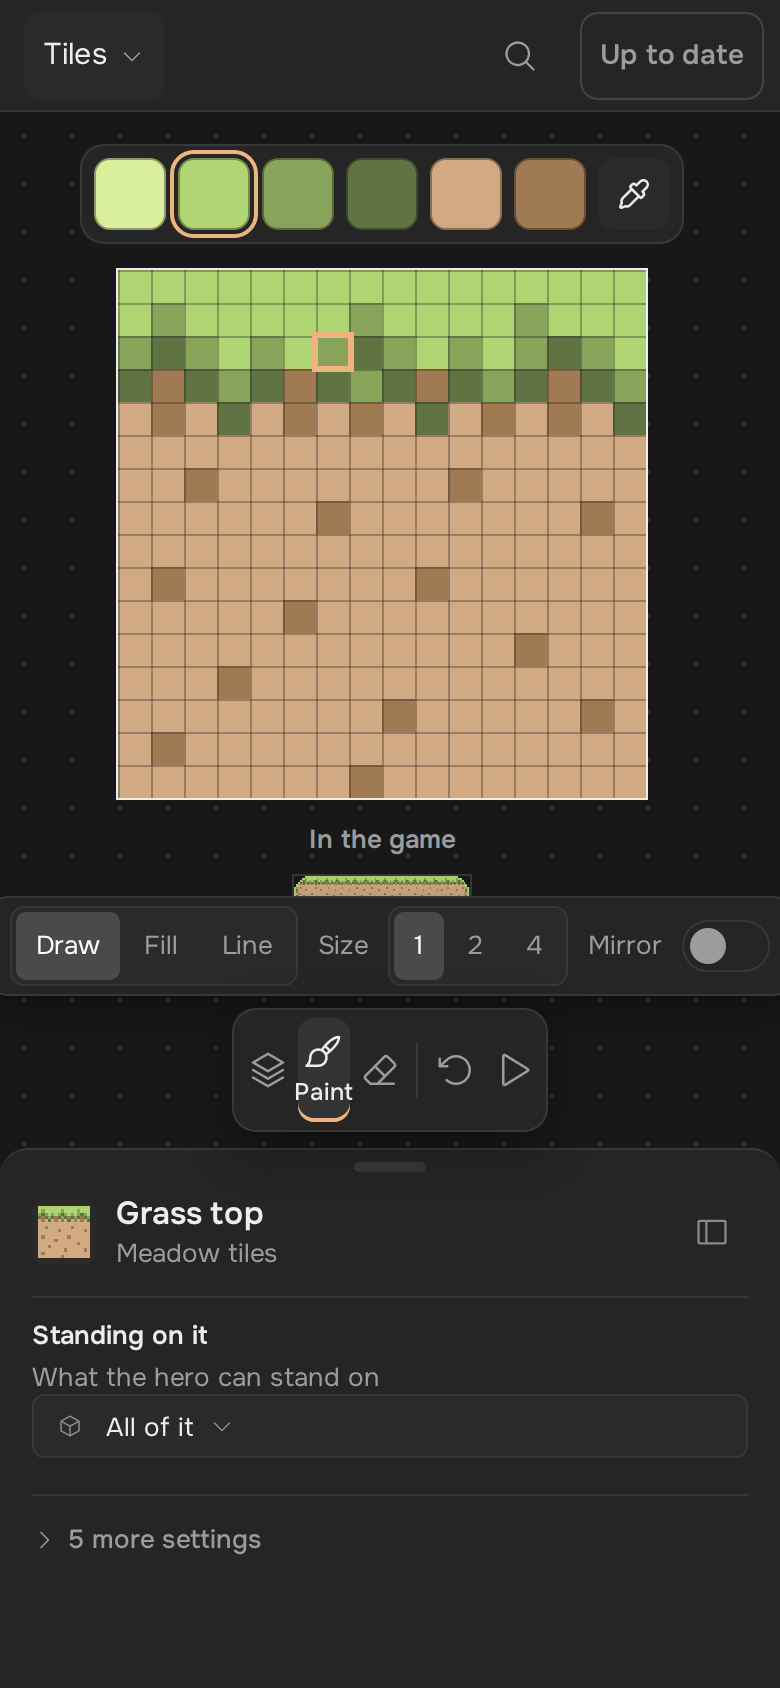 Tiles
Up to date
In the game
Draw Fill Line Size 1 2 4 Mirror
Paint
Grass top
Meadow tiles
Standing on it
What the hero can stand on
All of it
5 more settings